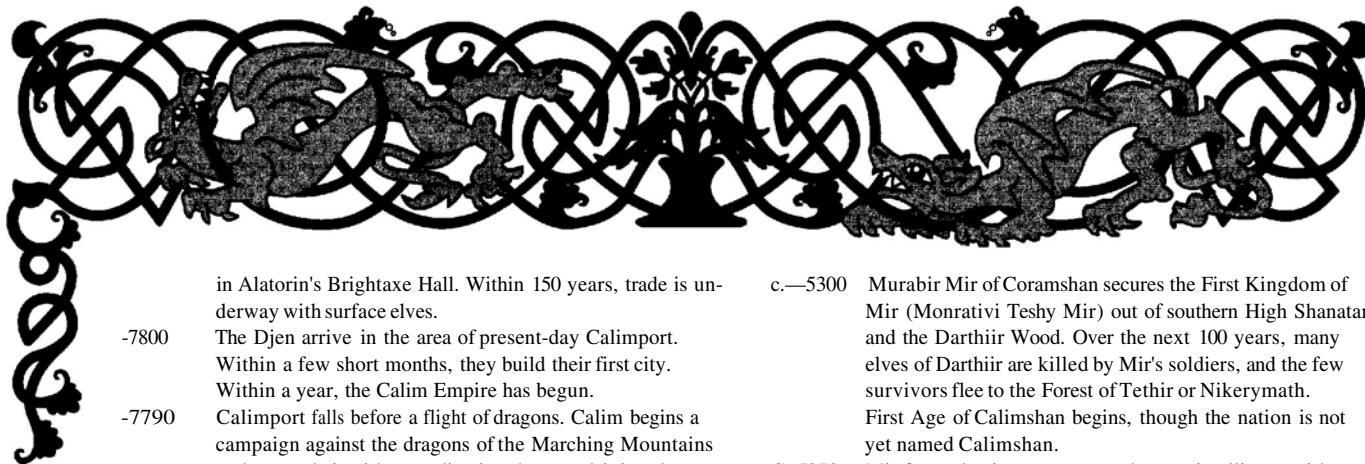 in Alatorin's Brightaxe Hall. Within 150 years, trade is un-
derway with surface elves.
-7800 The Djen arrive in the area of present-day Calimport.
Within a few short months, they build their first city.
Within a year, the Calim Empire has begun.
-7790 Calimport falls before a flight of dragons. Calim begins a
campaign against the dragons of the Marching Mountains
c.—5300 Murabir Mir of Coramshan secures the First Kingdom of
Mir (Monrativi Teshy Mir) out of southern High Shanatar
and the Darthiir Wood. Over the next 100 years, many
elves of Darthiir are killed by Mir's soldiers, and the few
survivors flee to the Forest of Tethir or Nikerymath.
First Age of Calimshan begins, though the nation is not
yet named Calimshan.